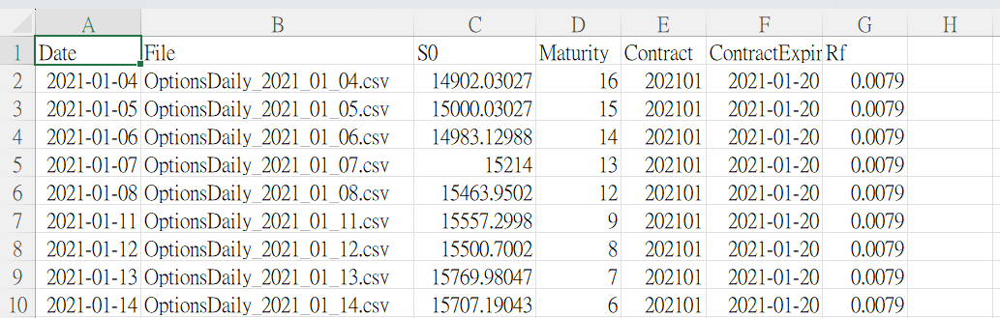 A B C D E F G H
1 Date File S0 Maturity Contract ContractExpir Rf
2 2021-01-04 OptionsDaily_2021_01_04.csv 14902.03027 16 202101 2021-01-20 0.0079
3 2021-01-05 OptionsDaily_2021_01_05.csv 15000.03027 15 202101 2021-01-20 0.0079
4 2021-01-06 OptionsDaily_2021_01_06.csv 14983.12988 14 202101 2021-01-20 0.0079
5 2021-01-07 OptionsDaily_2021_01_07.csv 15214 13 202101 2021-01-20 0.0079
6 2021-01-08 OptionsDaily_2021_01_08.csv 15463.9502 12 202101 2021-01-20 0.0079
7 2021-01-11 OptionsDaily_2021_01_11.csv 15557.2998 9 202101 2021-01-20 0.0079
8 2021-01-12 OptionsDaily_2021_01_12.csv 15500.7002 8 202101 2021-01-20 0.0079
9 2021-01-13 OptionsDaily_2021_01_13.csv 15769.98047 7 202101 2021-01-20 0.0079
10 2021-01-14 OptionsDaily_2021_01_14.csv 15707.19043 6 202101 2021-01-20 0.0079